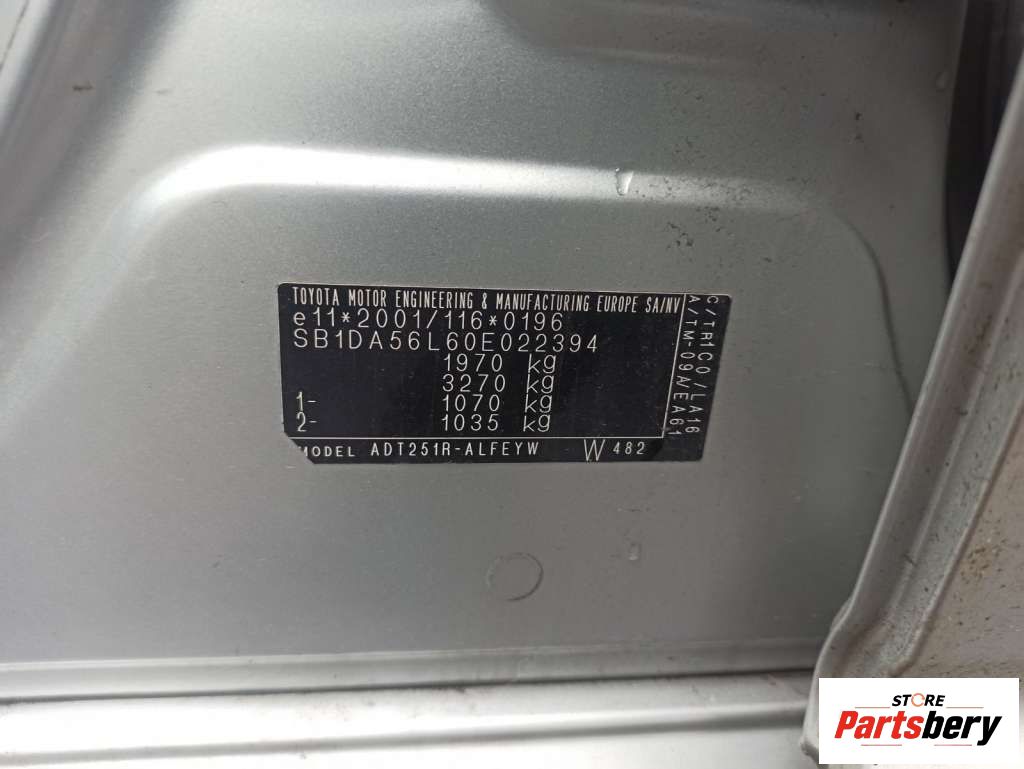 TOYOTA MOTOR ENGINEERING & MANUFACTURING EUROPE SA/NV
e11*2001/116*0196
SB1DA56L60E022394
1970 kg
3270 kg
1- 1070 kg
2- 1035 kg
MODEL ADT251R-ALFEYW W 482
C/TR1C0/LA16
A/TM-09A/EA61
STORE
Partsbery